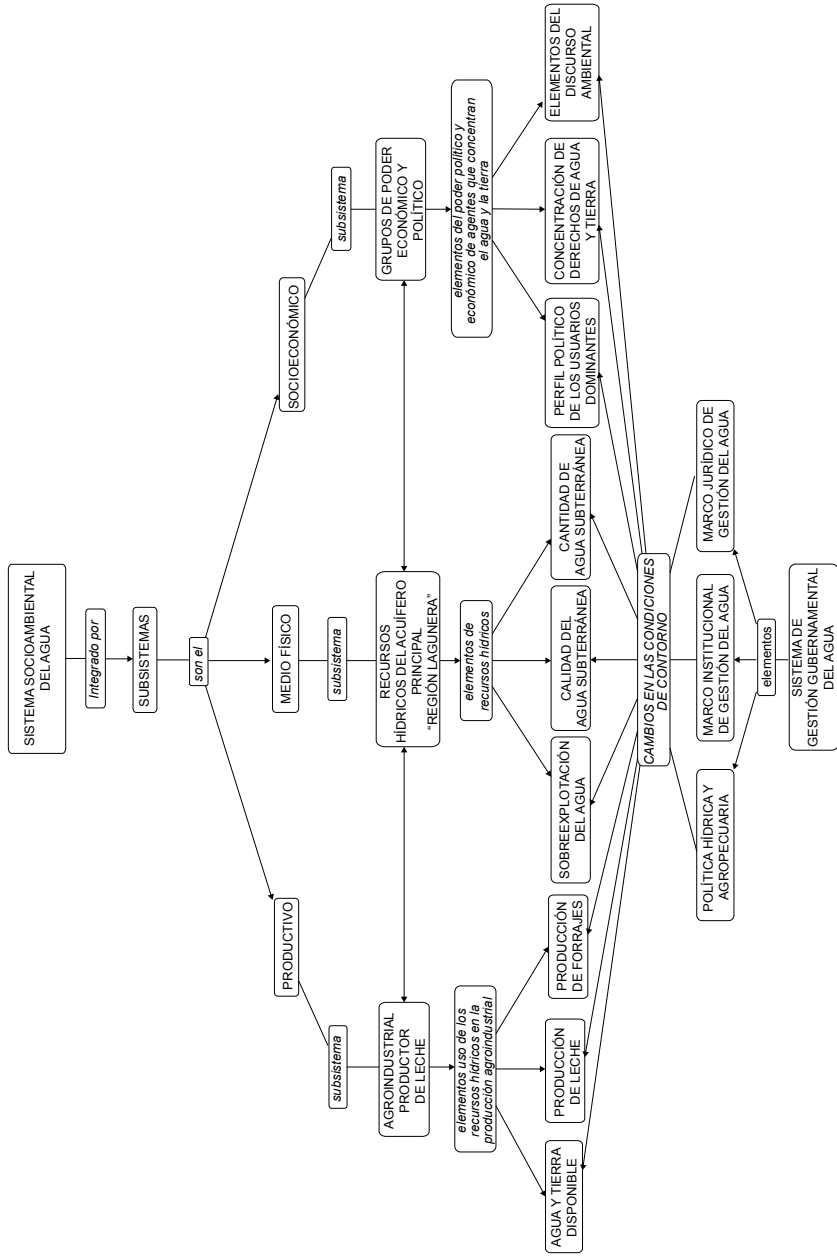 SISTEMA SOCIOAMBIENTAL
DEL AGUA
Integrado por
SUBSISTEMAS
son el
PRODUCTIVO
MEDIO FÍSICO
SOCIOECONÓMICO
subsistema
subsistema
subsistema
AGROINDUSTRIAL
PRODUCTOR
DE LECHE
RECURSOS
HÍDRICOS DEL ACUÍFERO
PRINCIPAL
“REGIÓN LAGUNERA”
GRUPOS DE PODER
ECONÓMICO Y
POLÍTICO
elementos uso de los
recursos hídricos en la
producción agroindustrial
elementos de
recursos hídricos
elementos del poder político y
económico de agentes que concentran
el agua y la tierra
AGUA Y TIERRA
DISPONIBLE
PRODUCCIÓN
DE LECHE
PRODUCCIÓN
DE FORRAJES
SOBREEXPLOTACIÓN
DEL AGUA
CALIDAD DEL
AGUA SUBTERRÁNEA
CANTIDAD DE
AGUA SUBTERRÁNEA
PERFIL POLÍTICO
DE LOS USUARIOS
DOMINANTES
CONCENTRACIÓN DE
DERECHOS DE AGUA
Y TIERRA
ELEMENTOS DEL
DISCURSO
AMBIENTAL
CAMBIOS EN LAS CONDICIONES
DE CONTORNO
POLÍTICA HÍDRICA Y
AGROPECUARIA
MARCO INSTITUCIONAL
DE GESTIÓN DEL AGUA
MARCO JURÍDICO DE
GESTIÓN DEL AGUA
elementos
SISTEMA DE
GESTIÓN GUBERNAMENTAL
DEL AGUA